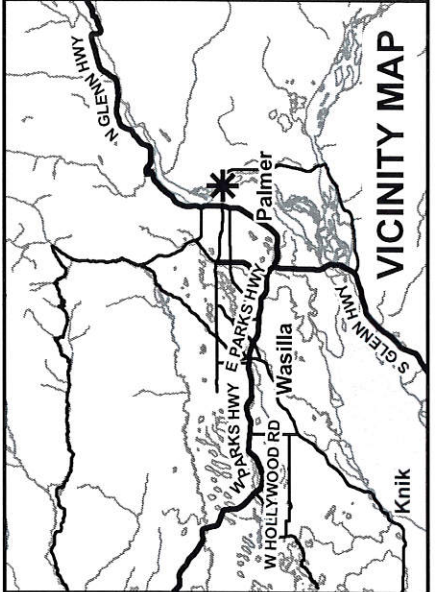 N GLENN HWY
Palmer
E PARKS HWY
W PARKS HWY
Wasilla
W HOLLYWOOD RD
S GLENN HWY
Knik
VICINITY MAP